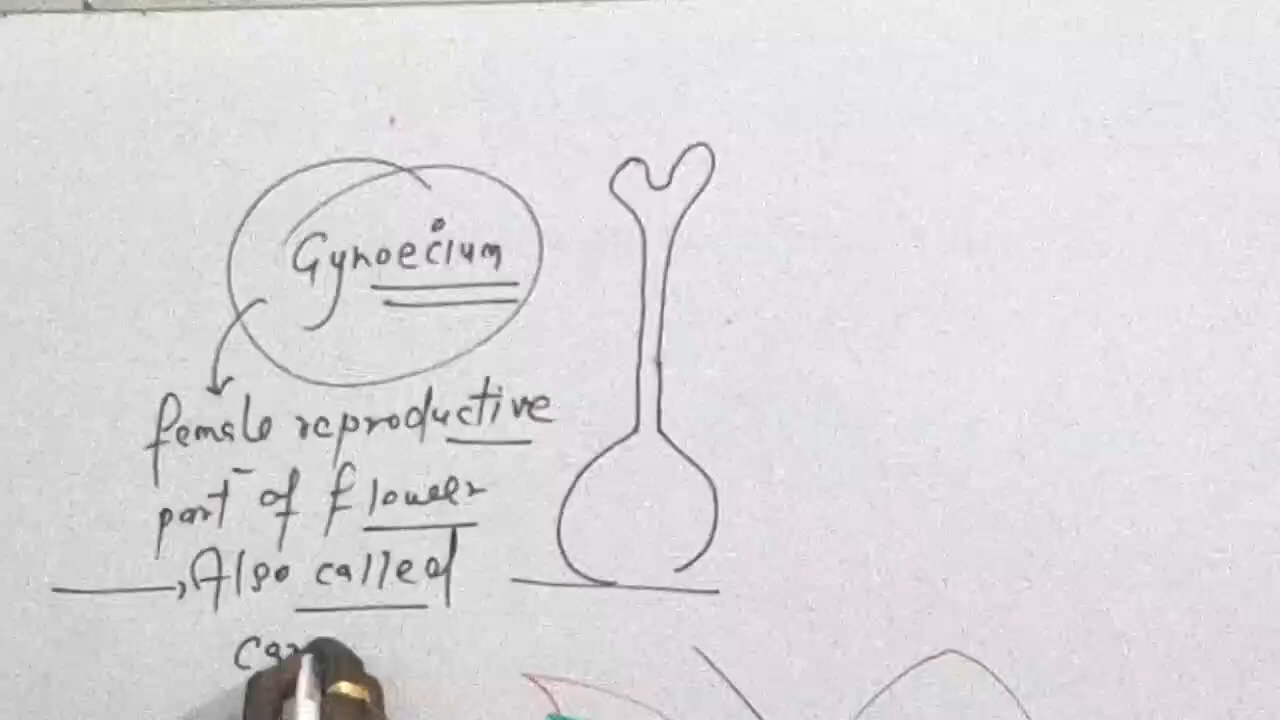 Gynoecium
female reproductive
part of flower
Also called